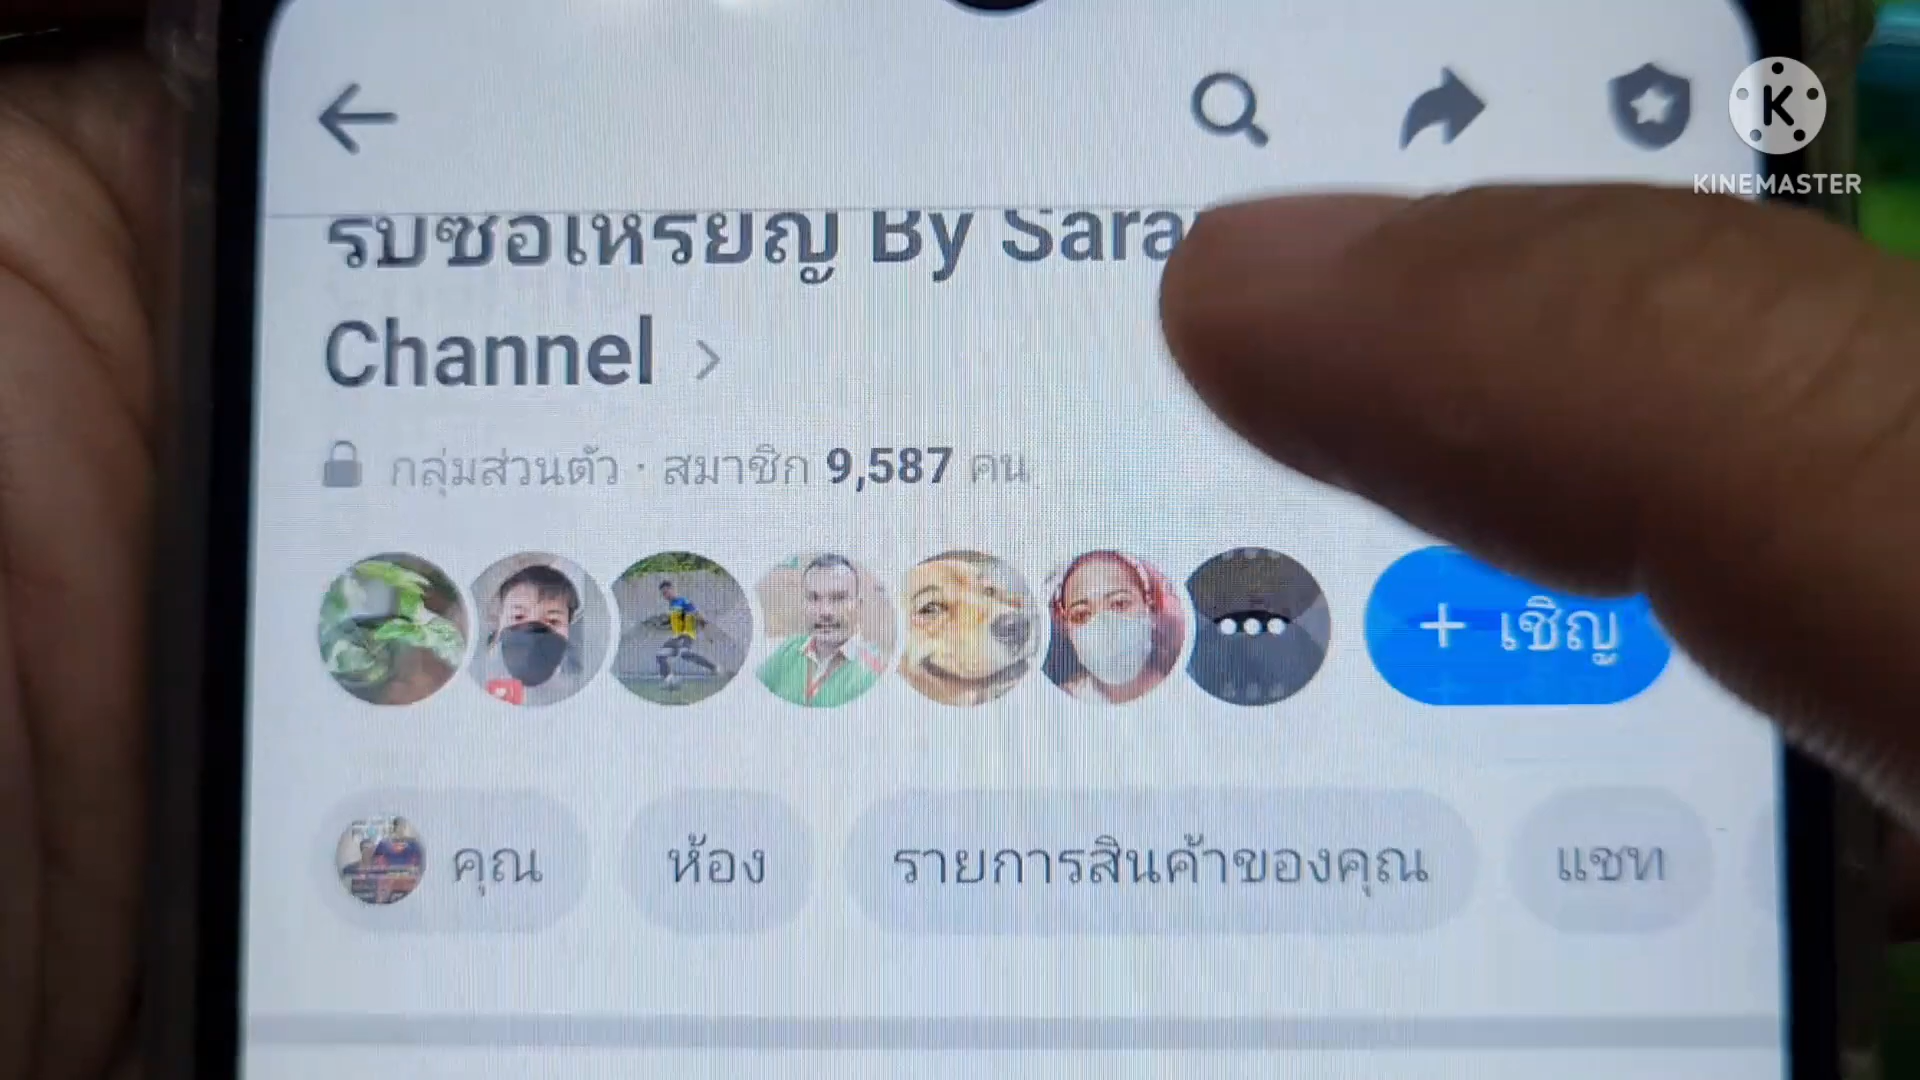 รับซื้อเหรียญ By Sara
Channel
กลุ่มส่วนตัว · สมาชิก 9,587 คน
+ เชิญ
คุณ
ห้อง
รายการสินค้าของคุณ
แชท
K
KINEMASTER